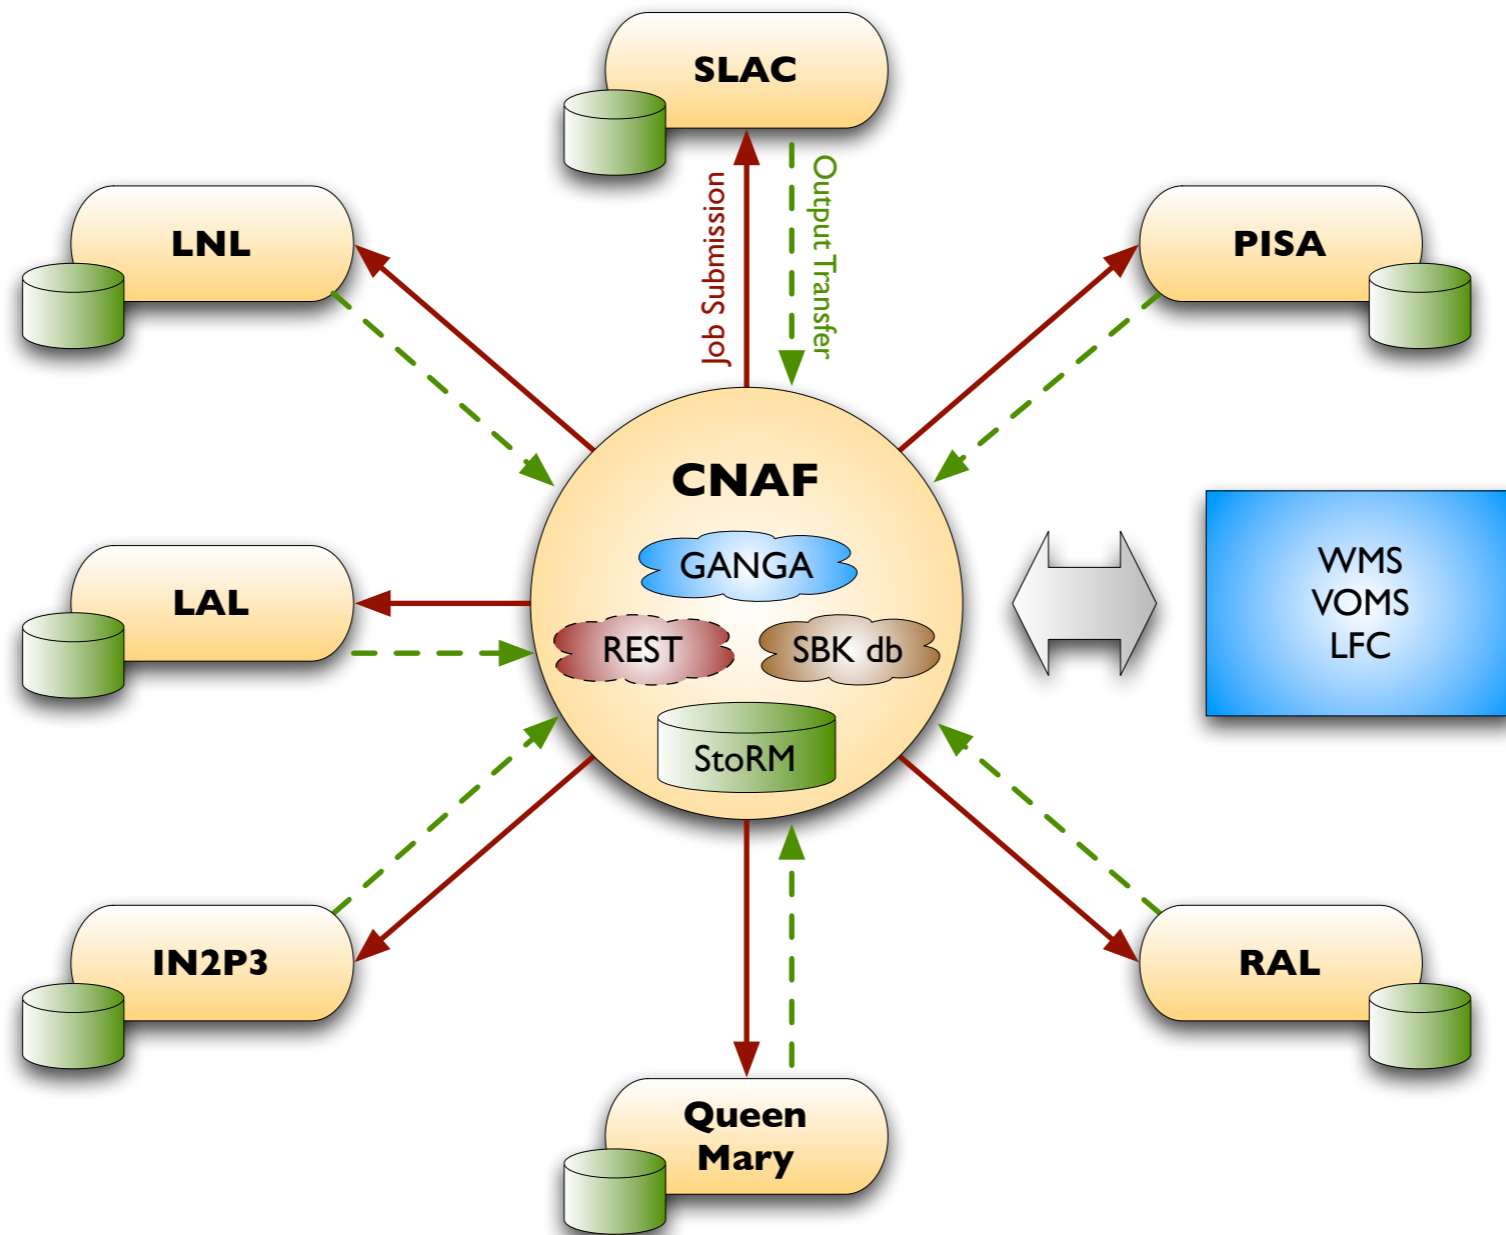 SLAC
LNL
PISA
Job Submission
Output Transfer
CNAF
GANGA
WMS
VOMS
LFC
LAL
REST
SBK db
StoRM
IN2P3
RAL
Queen
Mary